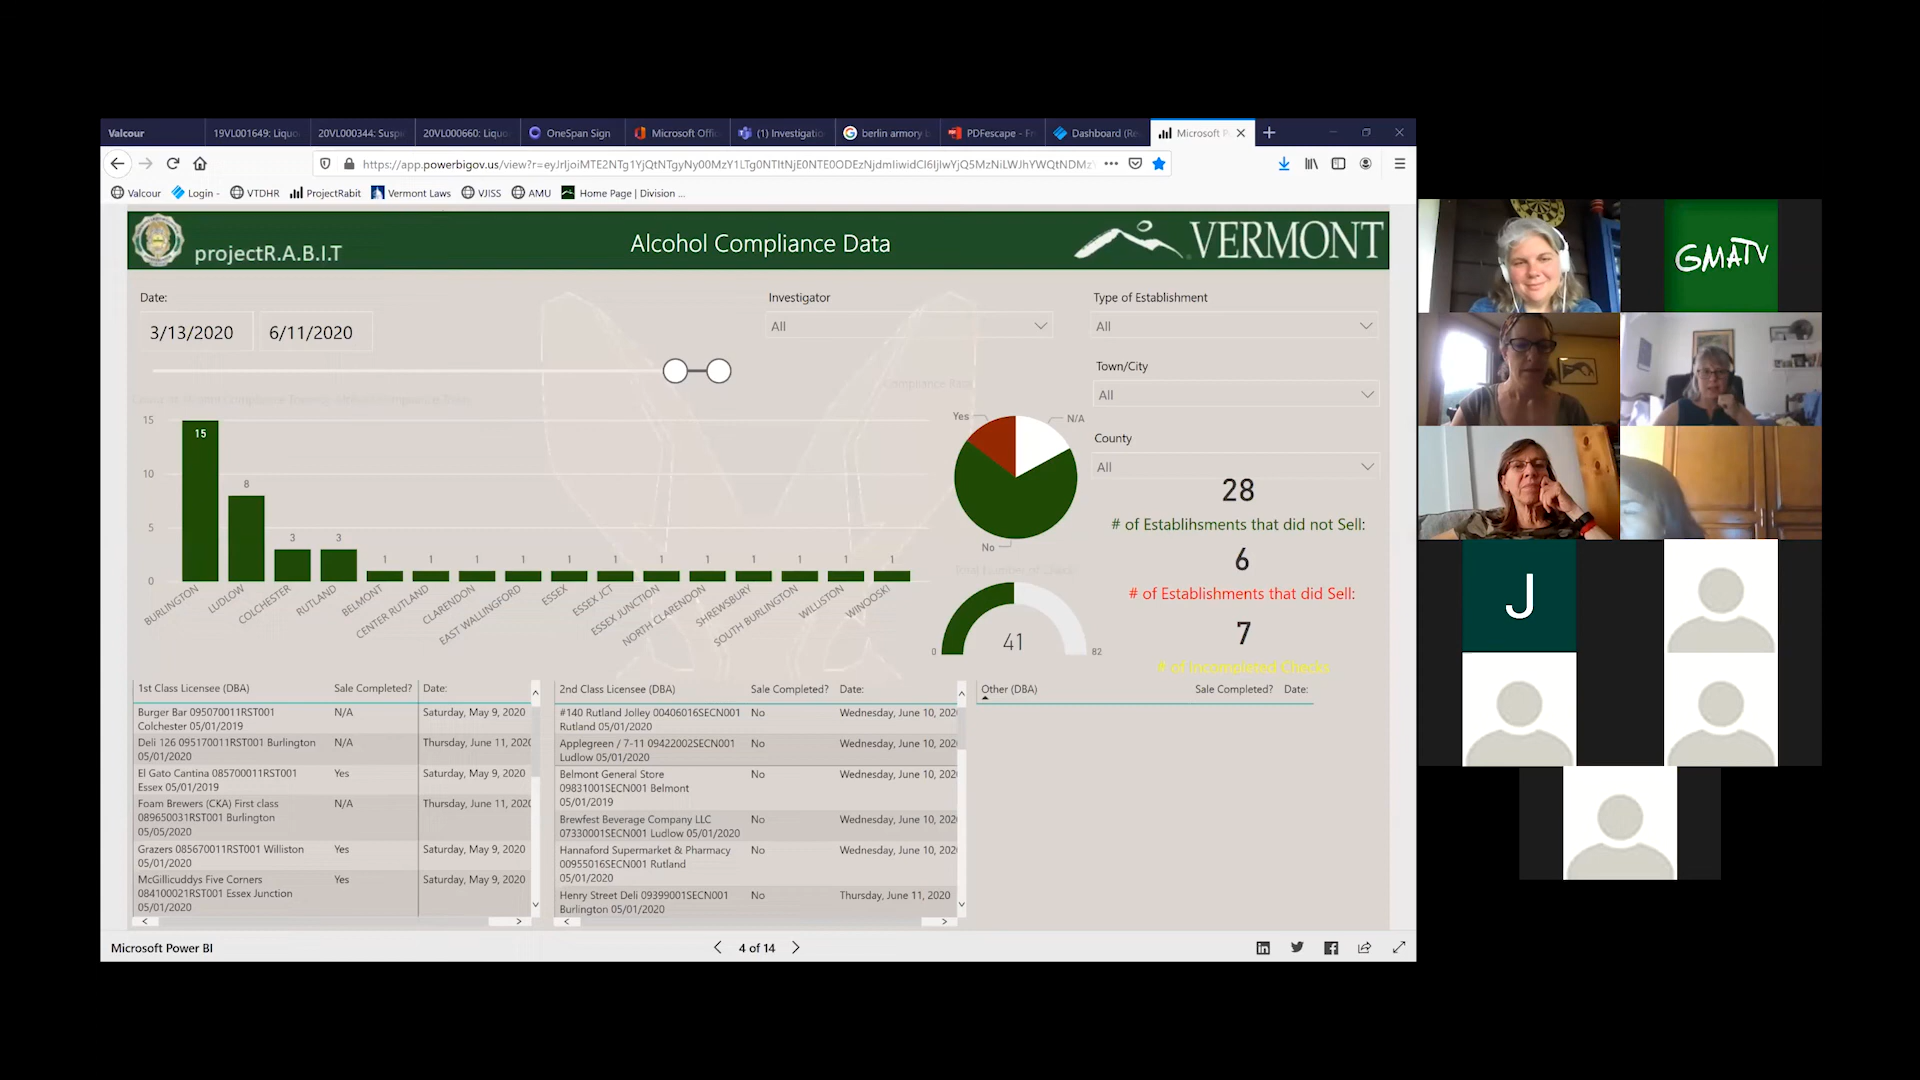 Valcour
19VL001649: Liquo
20VL000344: Suspi
20VL000660: Liquo
OneSpan Sign
Microsoft Offic
(1) Investigatio
berlin armory
PDFescape - Fr
Dashboard (Re
Microsoft P
Valcour
Login -
VTDHR
ProjectRabit
Vermont Laws
VJISS
AMU
Home Page | Division ...
projectR.A.B.I.T
Alcohol Compliance Data
VERMONT
Date:
3/13/2020
6/11/2020
Investigator
All
Type of Establishment
All
Town/City
All
County
All
15
10
5
0
15
8
3
3
1
1
1
1
1
1
1
1
1
1
1
1
BURLINGTON
LUDLOW
COLCHESTER
RUTLAND
BELMONT
CENTER RUTLAND
CLARENDON
EAST WALLINGFORD
ESSEX
ESSEX JCT
ESSEX JUNCTION
NORTH CLARENDON
SHREWSBURY
SOUTH BURLINGTON
WILLISTON
WINOOSKI
Compliance Rate
Yes
N/A
No
0
41
82
28
# of Establihsments that did not Sell:
6
# of Establishments that did Sell:
7
# of Incompleted Checks
1st Class Licensee (DBA) Sale Completed? Date:
Burger Bar 095070011RST001 N/A Saturday, May 9, 2020
Colchester 05/01/2019
Deli 126 095170011RST001 Burlington N/A Thursday, June 11, 2020
05/01/2020
El Gato Cantina 085700011RST001 Yes Saturday, May 9, 2020
Essex 05/01/2019
Foam Brewers (CKA) First class N/A Thursday, June 11, 2020
089650031RST001 Burlington
05/05/2020
Grazers 085670011RST001 Williston Yes Saturday, May 9, 2020
05/01/2020
McGillicuddys Five Corners Yes Saturday, May 9, 2020
084100021RST001 Essex Junction
05/01/2020
2nd Class Licensee (DBA) Sale Completed? Date:
#140 Rutland Jolley 00406016SECN001 No Wednesday, June 10, 202
Rutland 05/01/2020
Applegreen / 7-11 09422002SECN001 No Wednesday, June 10, 202
Ludlow 05/01/2020
Belmont General Store No Wednesday, June 10, 202
09831001SECN001 Belmont
05/01/2019
Brewfest Beverage Company LLC No Wednesday, June 10, 202
07330001SECN001 Ludlow 05/01/2020
Hannaford Supermarket & Pharmacy No Wednesday, June 10, 202
00955016SECN001 Rutland
05/01/2020
Henry Street Deli 09399001SECN001 No Thursday, June 11, 2020
Burlington 05/01/2020
Other (DBA) Sale Completed? Date:
Microsoft Power BI
4 of 14
GMATV
J